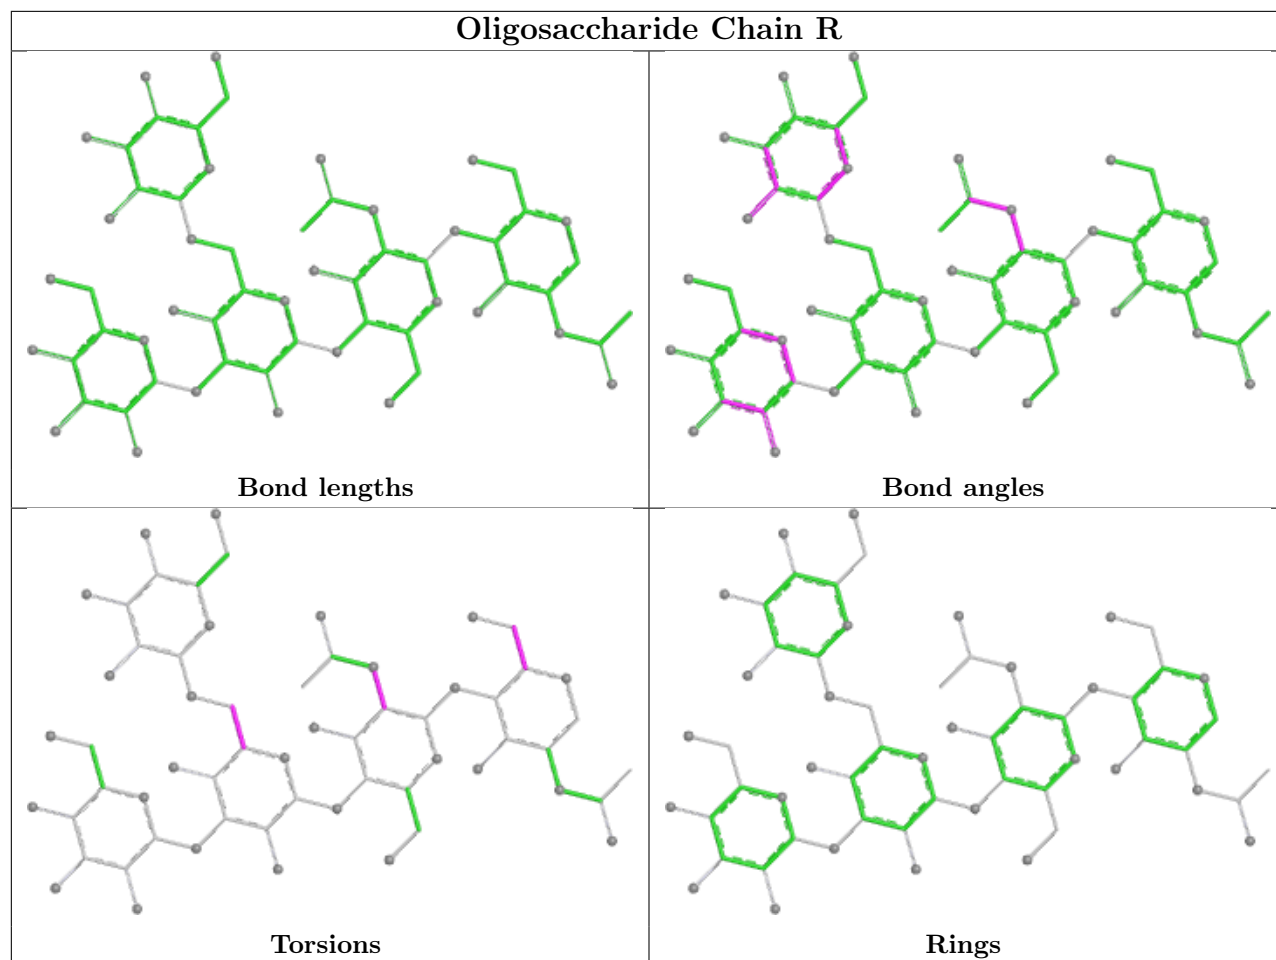 Oligosaccharide Chain R
Bond lengths
Bond angles
Torsions
Rings